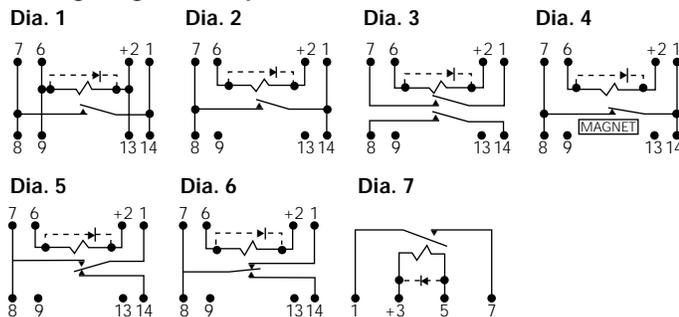 Dia. 1 Dia. 2 Dia. 3 Dia. 4
7 6 +2 1 7 6 +2 1 7 6 +2 1 7 6 +2 1
MAGNET
8 9 13 14 8 9 13 14 8 9 13 14 8 9 13 14
Dia. 5 Dia. 6 Dia. 7
7 6 +2 1 7 6 +2 1
8 9 13 14 8 9 13 14 1 +3 5 7